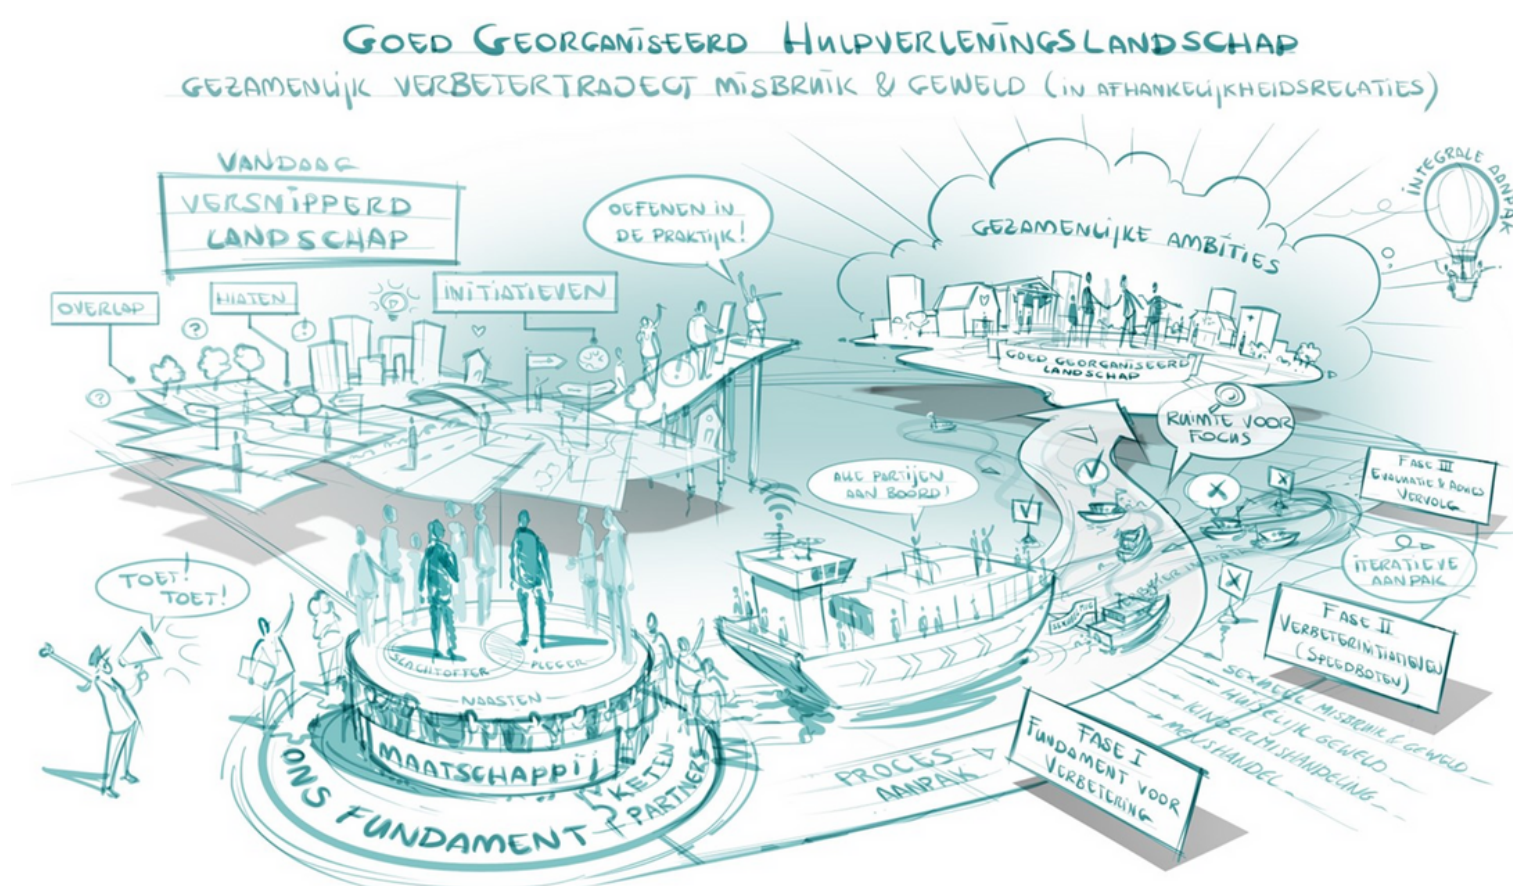 GOED GEORGANISEERD HULPVERLENINGSLANDSCHAP
GEZAMENLIJK VERBETERTRAJECT MISBRUIK & GEWELD (IN AFHANKELIJKHEIDSRELATIES)
VANDAAG
VERSNIPPERD
LANDSCHAP
OVERLAP
HIATEN
INITIATIEVEN
OEFENEN IN
DE PRAKTIJK!
GEZAMENLIJKE AMBITIES
INTEGRALE AANPAK
GOED GEORGANISEERD
LANDSCHAP
RUIMTE VOOR
FOCUS
ALLE PARTIJEN
AAN BOORD!
FASE III
EVALUATIE & ADVIES
VERVOLG
ITERATIEVE
AANPAK
FASE II
VERBETERINITIATIEVEN
(SPEEDBOTEN)
TOET!
TOET!
SLACHTOFFER
PLEGER
NAASTEN
MAATSCHAPPIJ
KETEN
PARTNERS
ONS FUNDAMENT
PROCES
AANPAK
FASE I
FUNDAMENT VOOR
VERBETERING
SEXUEEL MISBRUIK & GEWELD
HUISELIJK GEWELD
KINDERMISHANDELING
MENSHANDEL